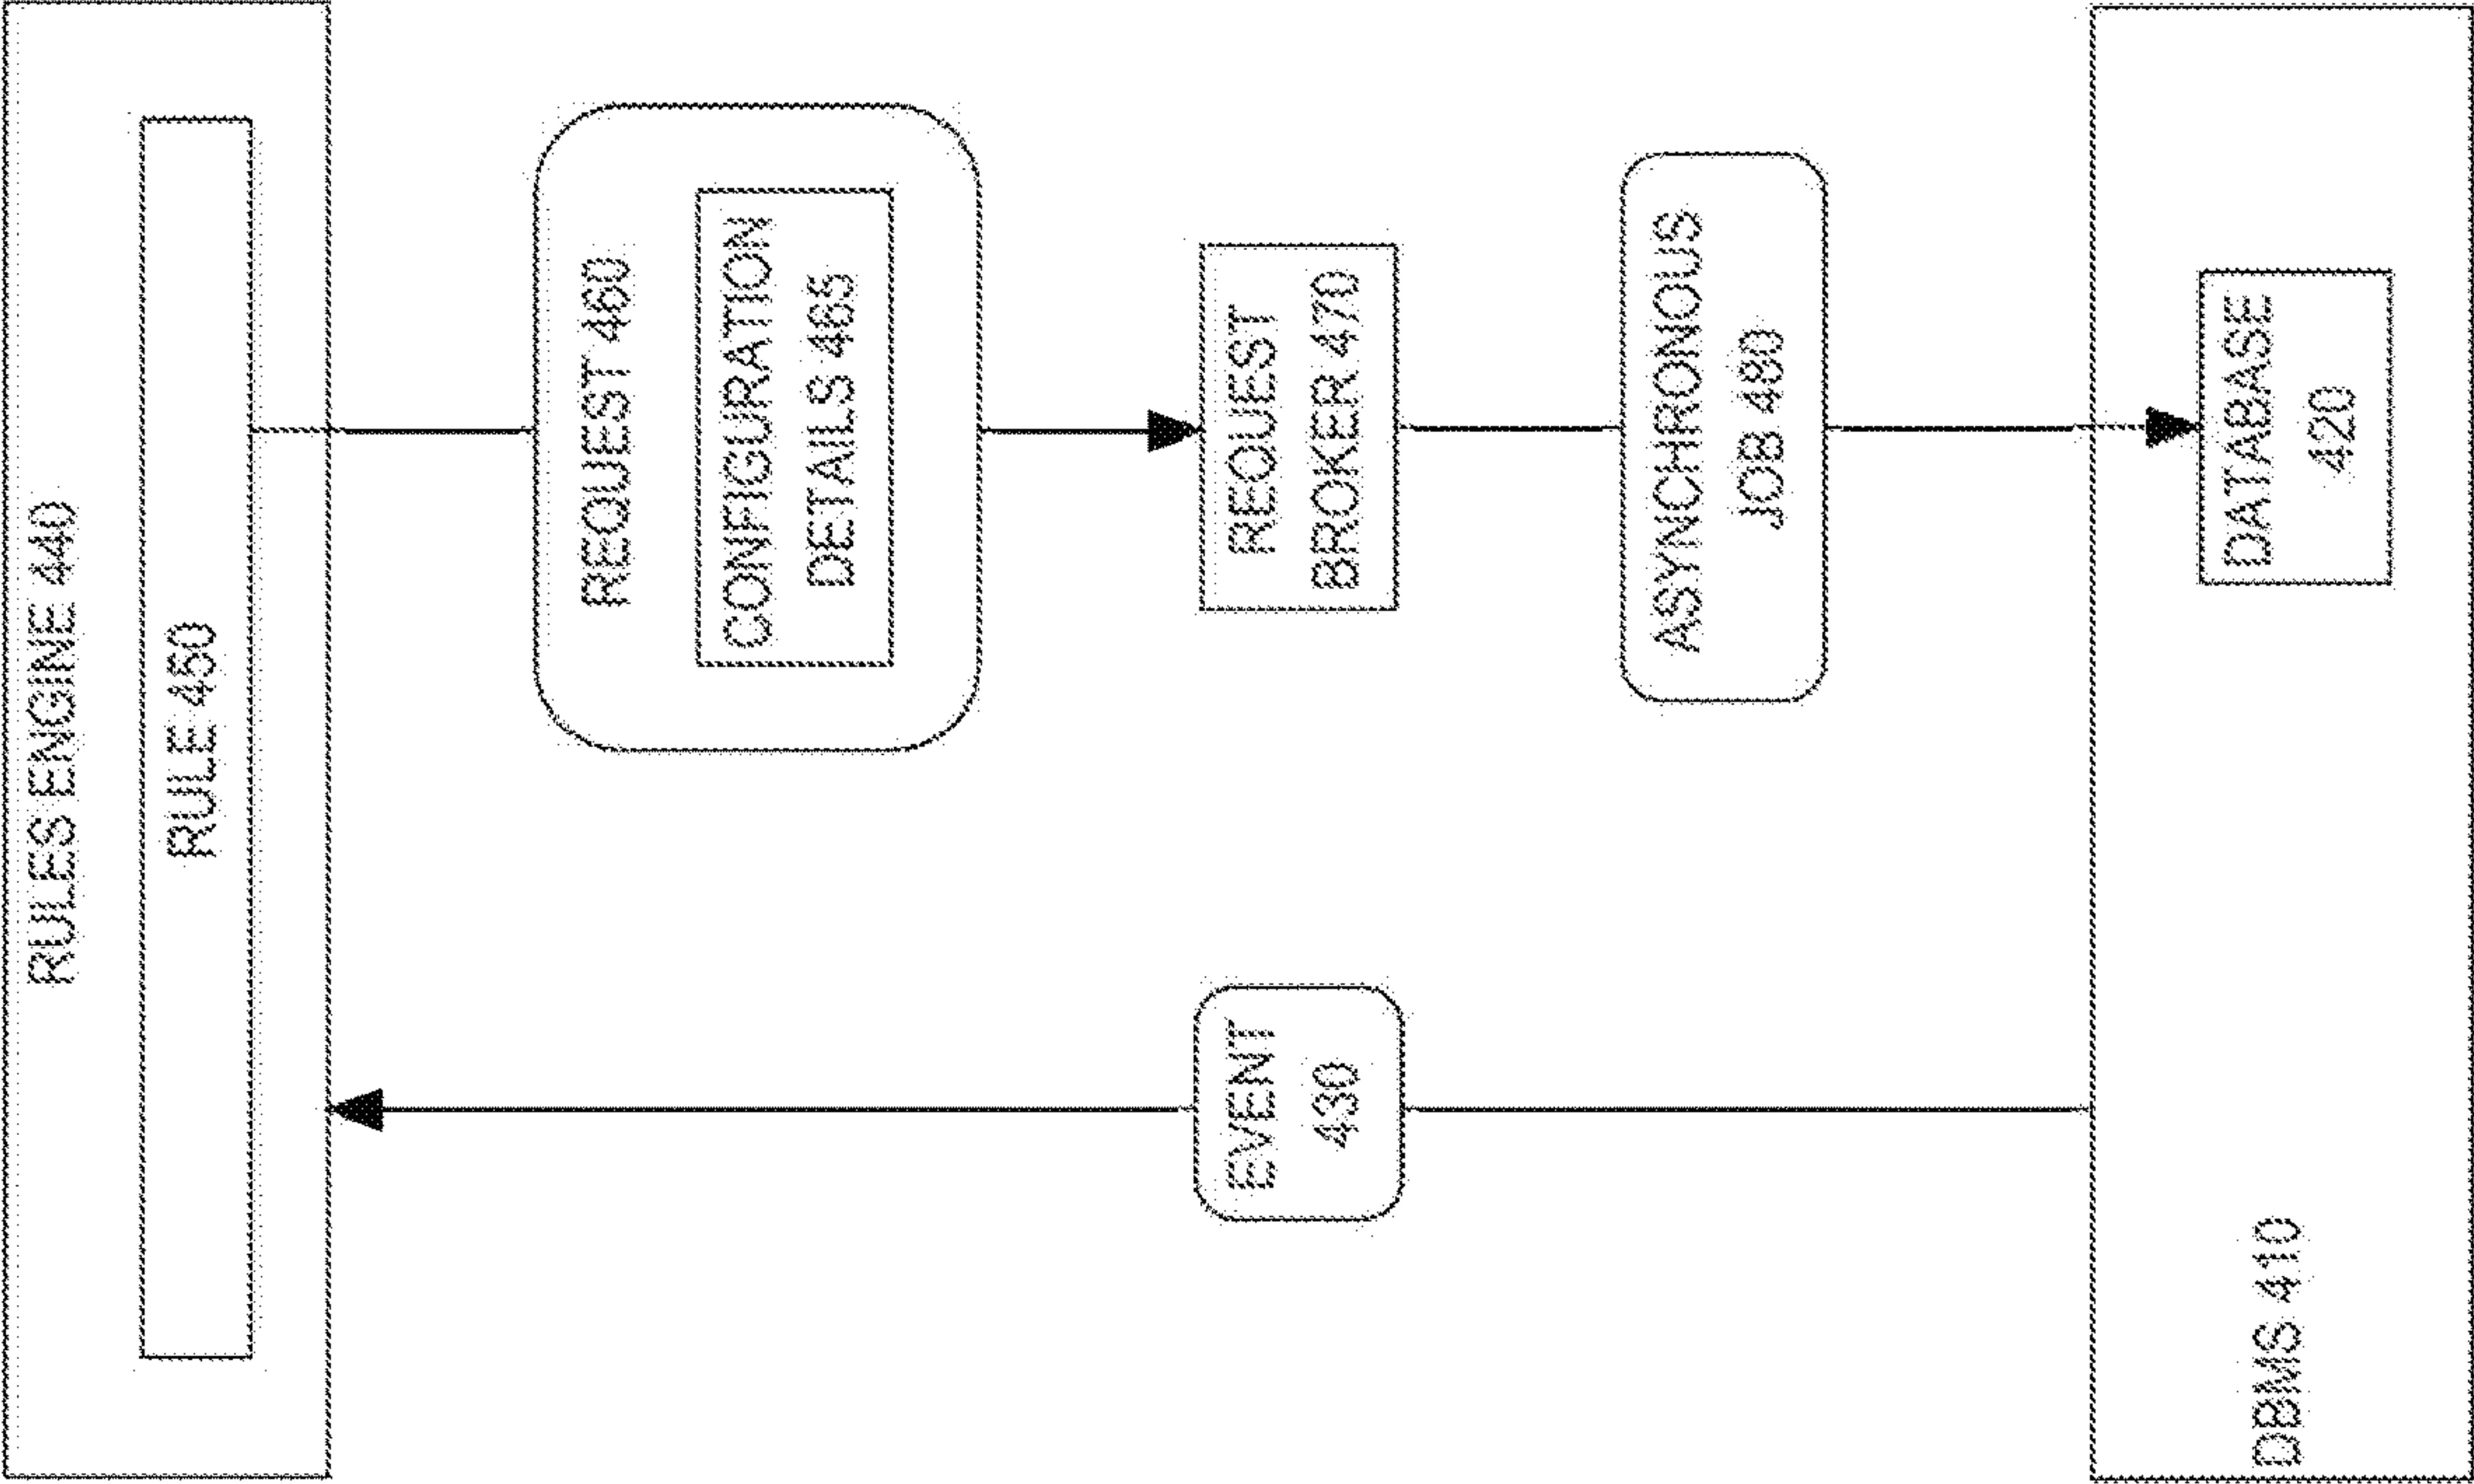 RULES ENGINE 440
RULE 450
REQUEST 460
CONFIGURATION
DETAILS 465
REQUEST
BROKER 470
EVENT
430
ASYNCHRONOUS
JOB 480
DATABASE
420
DBMS 410